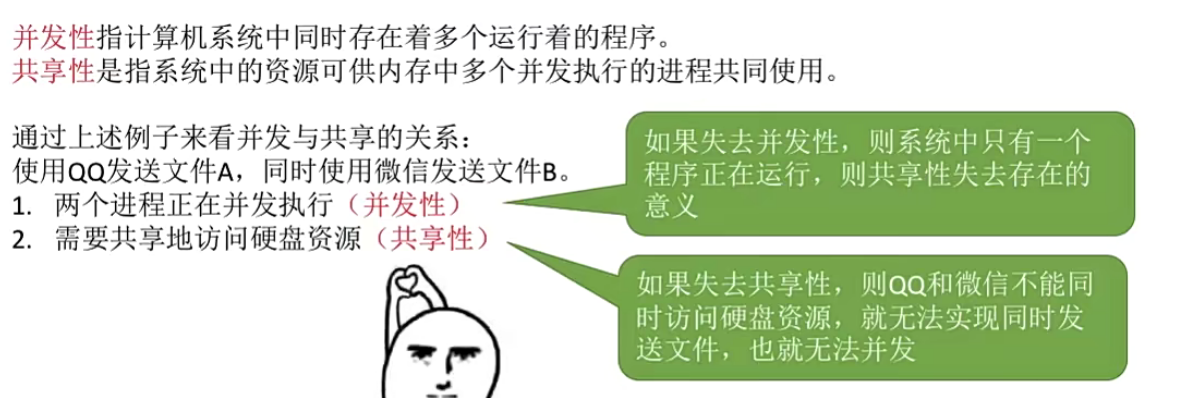 并发性指计算机系统中同时存在着多个运行着的程序。
共享性是指系统中的资源可供内存中多个并发执行的进程共同使用。
通过上述例子来看并发与共享的关系：
使用QQ发送文件A，同时使用微信发送文件B。
1. 两个进程正在并发执行（并发性）
2. 需要共享地访问硬盘资源（共享性）
如果失去并发性，则系统中只有一个
程序正在运行，则共享性失去存在的
意义
如果失去共享性，则QQ和微信不能同
时访问硬盘资源，就无法实现同时发
送文件，也就无法并发